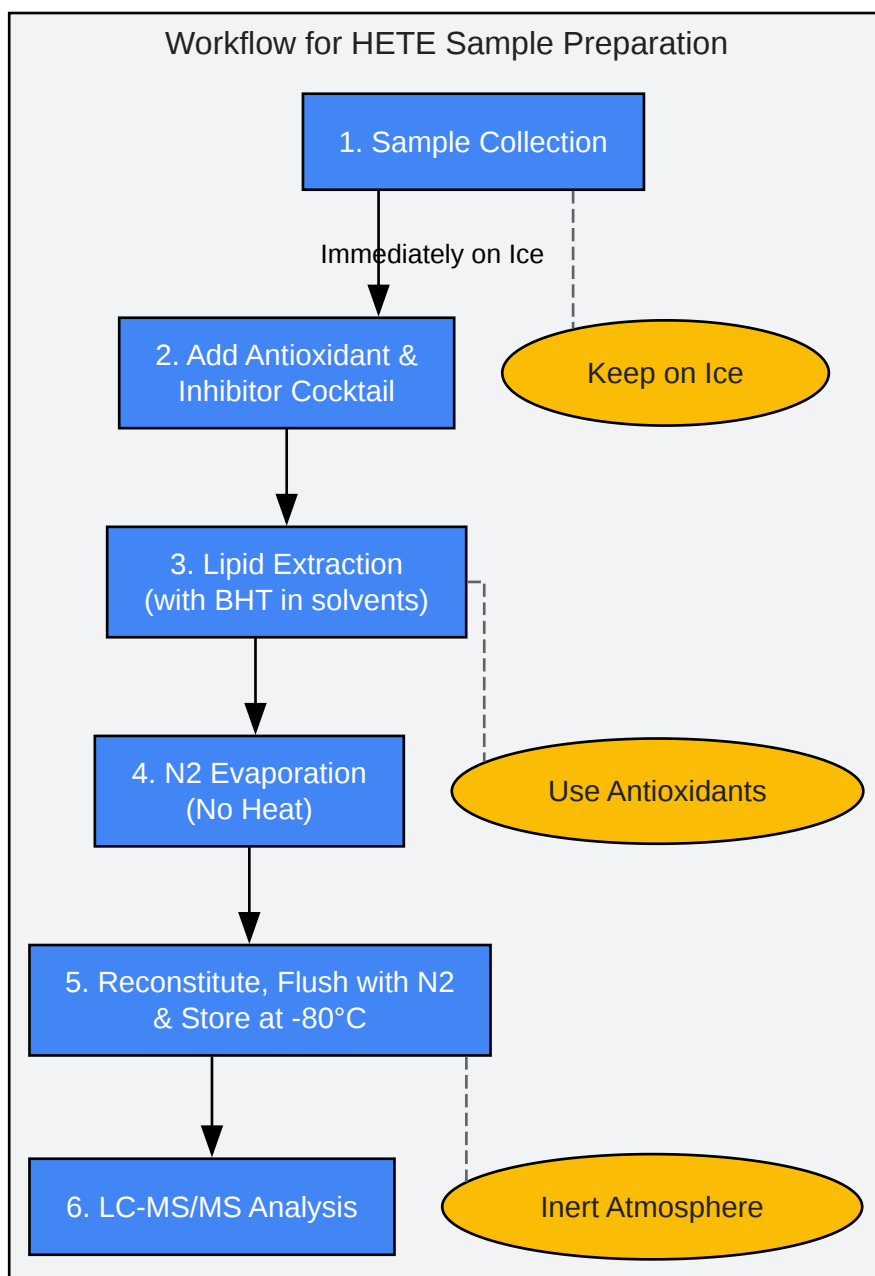 Workflow for HETE Sample Preparation
1. Sample Collection
Immediately on Ice
2. Add Antioxidant &
Inhibitor Cocktail
Keep on Ice
3. Lipid Extraction
(with BHT in solvents)
4. N2 Evaporation
(No Heat)
Use Antioxidants
5. Reconstitute, Flush with N2
& Store at -80°C
6. LC-MS/MS Analysis
Inert Atmosphere